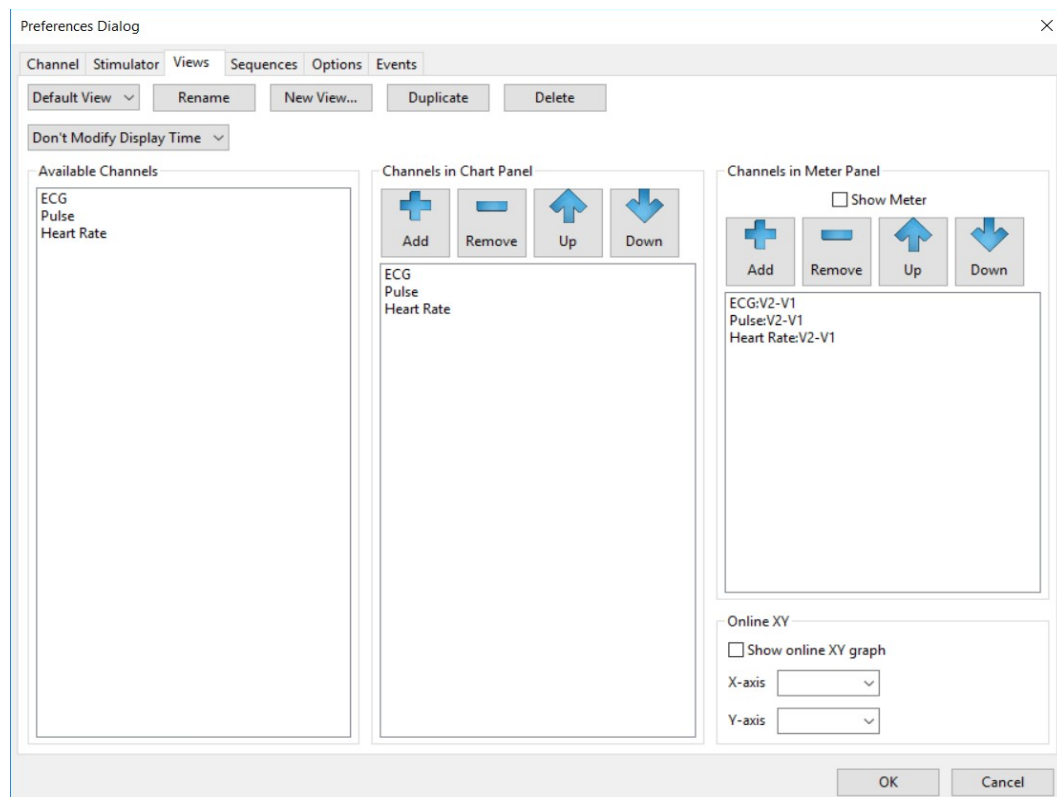 Preferences Dialog
Channel Stimulator Views Sequences Options Events
Default View Rename New View... Duplicate Delete
Don't Modify Display Time
Available Channels
ECG
Pulse
Heart Rate
Channels in Chart Panel
Add Remove Up Down
ECG
Pulse
Heart Rate
Channels in Meter Panel
Show Meter
Add Remove Up Down
ECG:V2-V1
Pulse:V2-V1
Heart Rate:V2-V1
Online XY
Show online XY graph
X-axis
Y-axis
OK Cancel